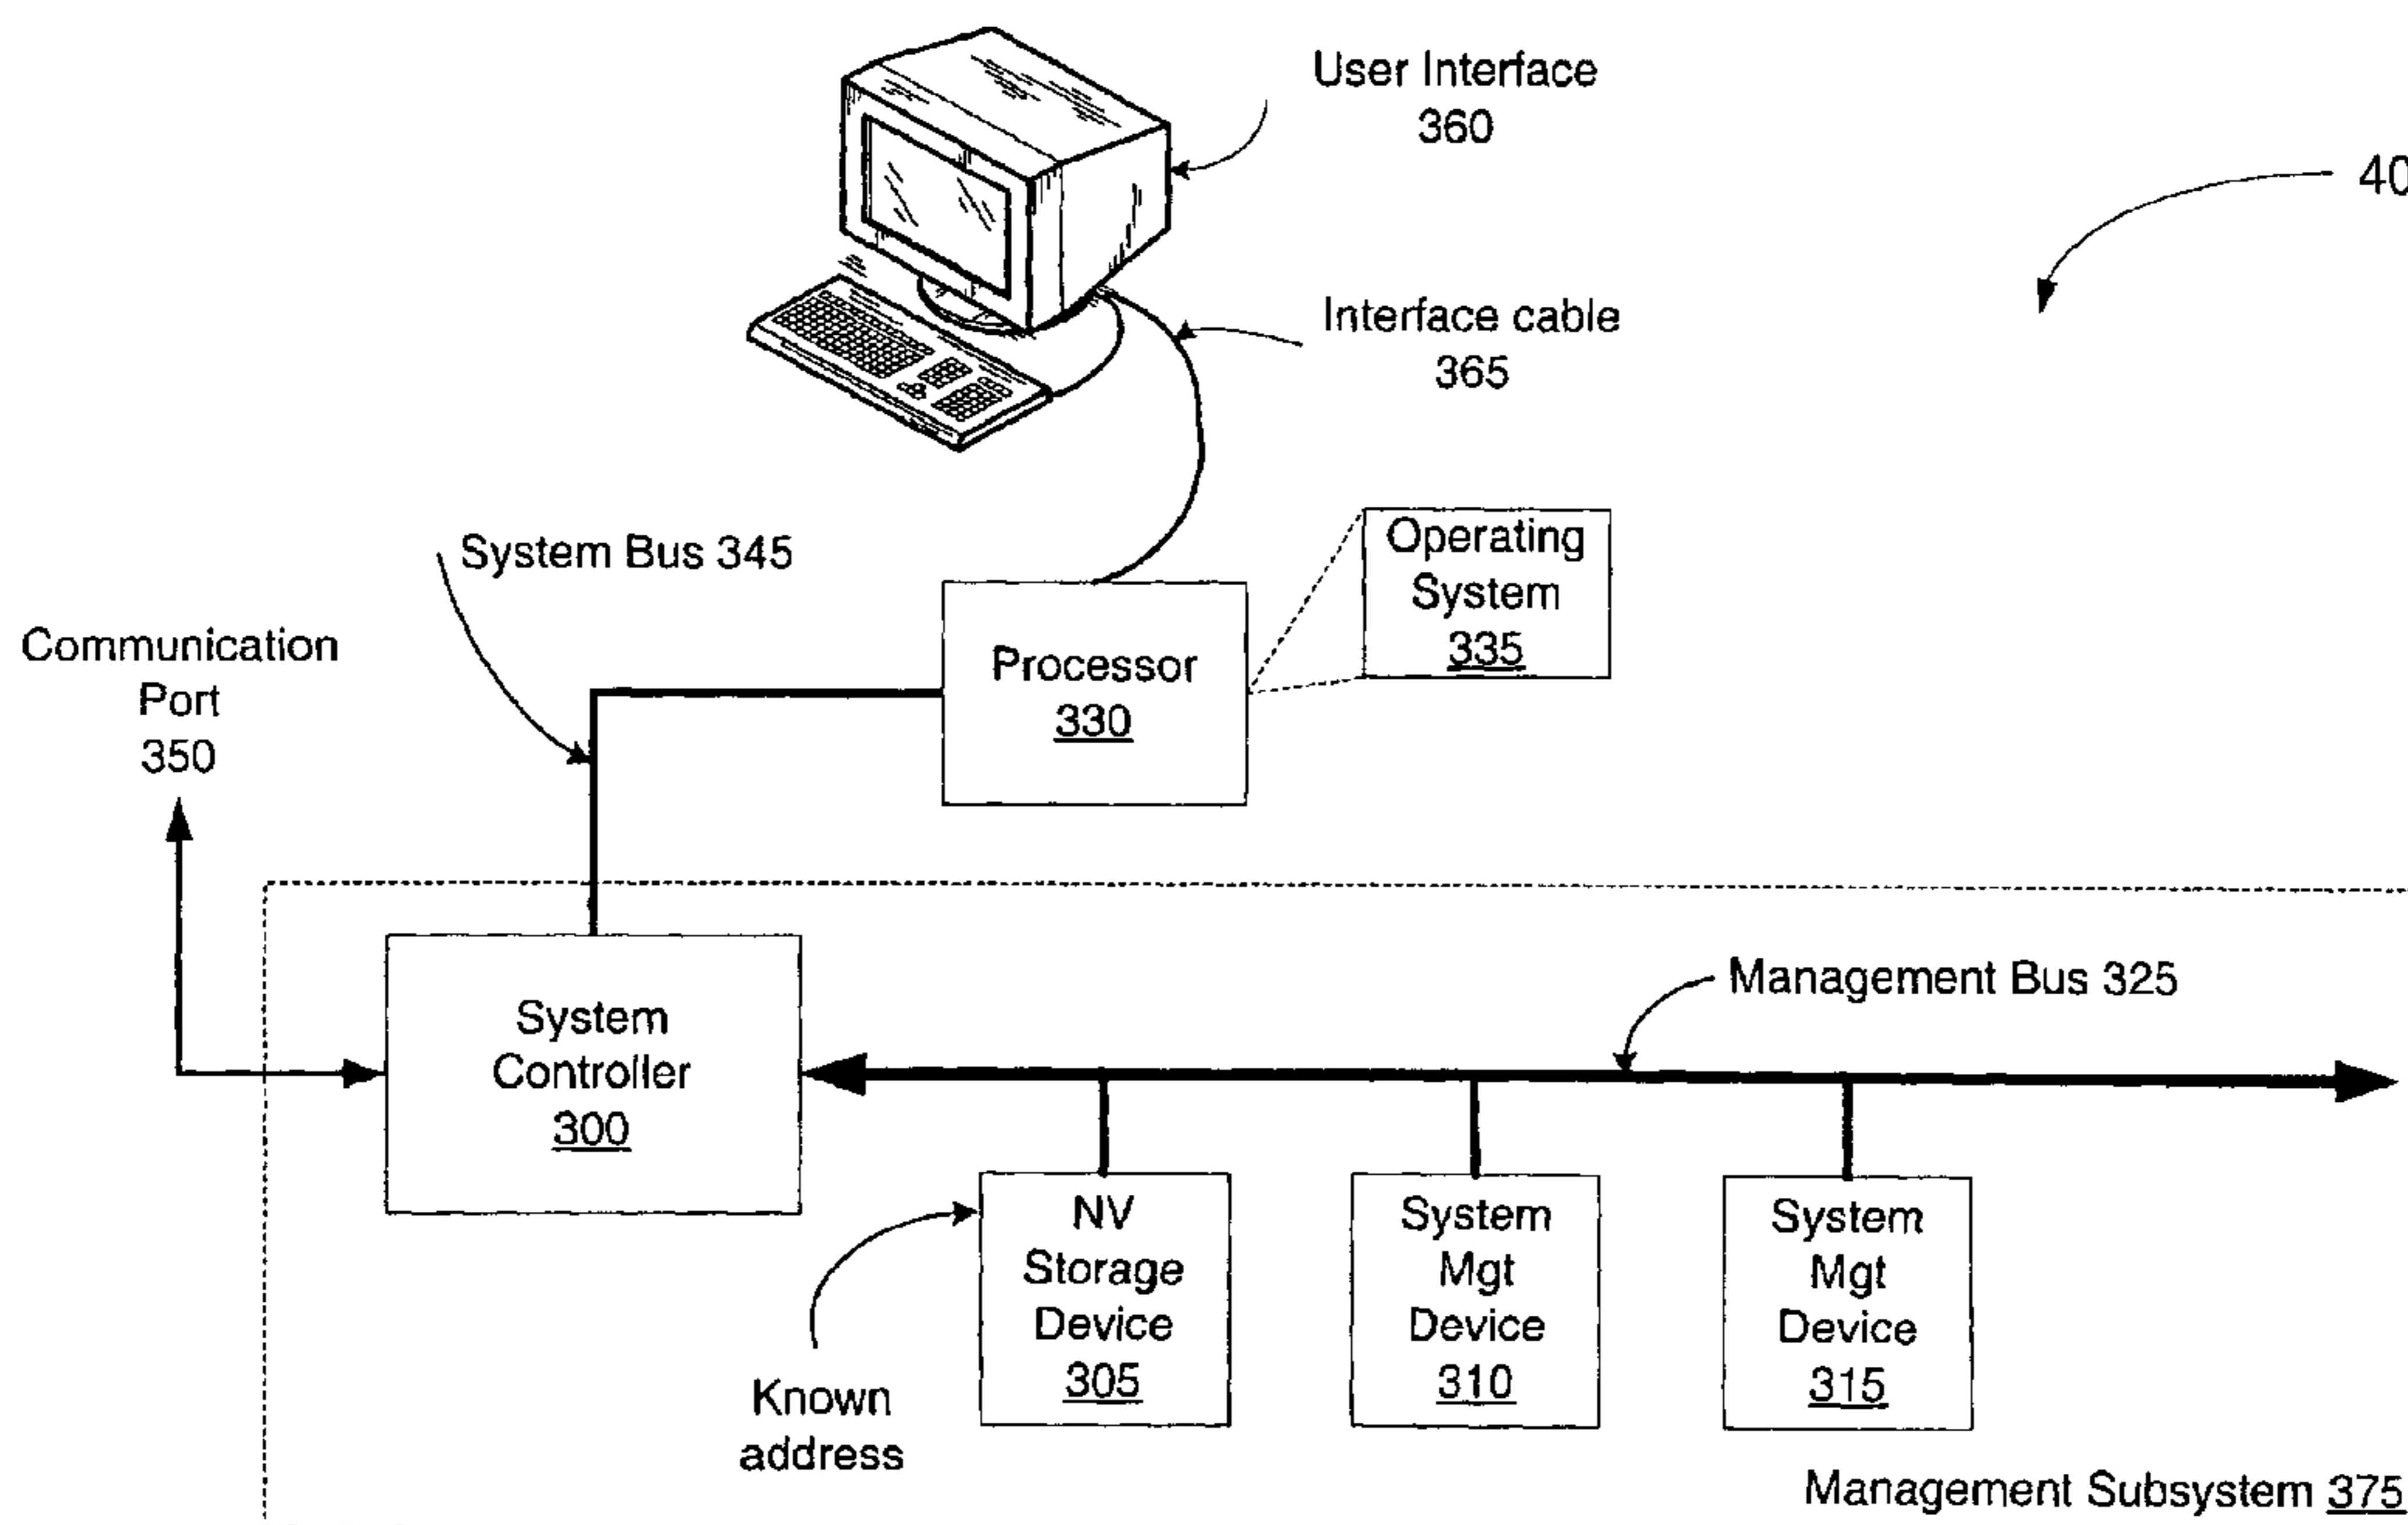 User Interface
360
40
Interface cable
365
System Bus 345
Operating
System
335
Communication
Port
350
Processor
330
Management Bus 325
System
Controller
300
NV
Storage
Device
305
System
Mgt
Device
310
System
Mgt
Device
315
Known
address
Management Subsystem 375